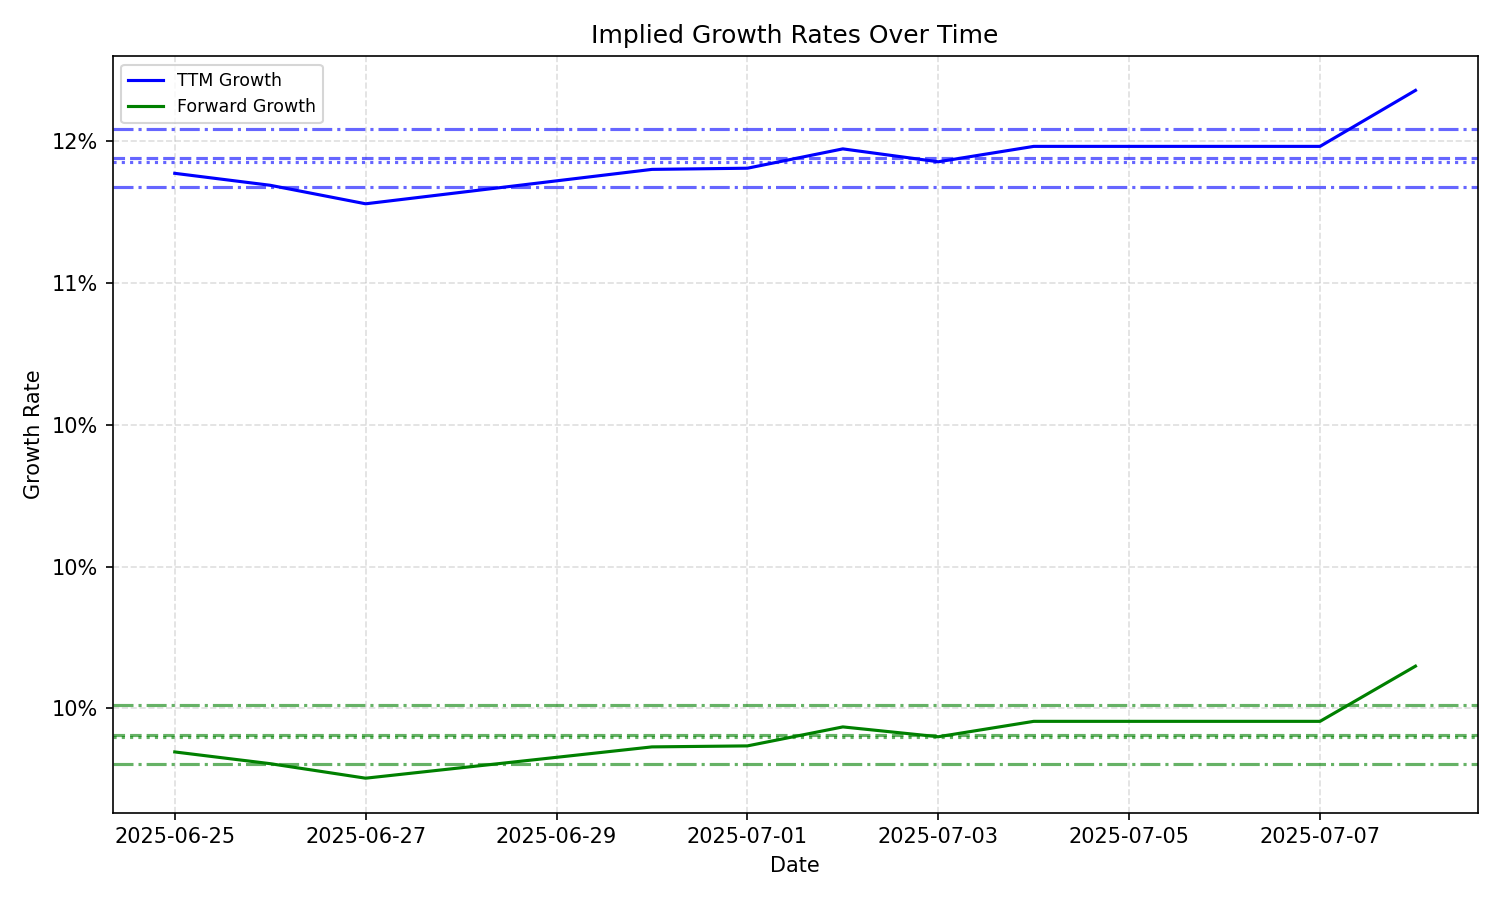 Implied Growth Rates Over Time
TTM Growth
Forward Growth
12%
11%
10%
10%
10%
Growth Rate
2025-06-25
2025-06-27
2025-06-29
2025-07-01
2025-07-03
2025-07-05
2025-07-07
Date